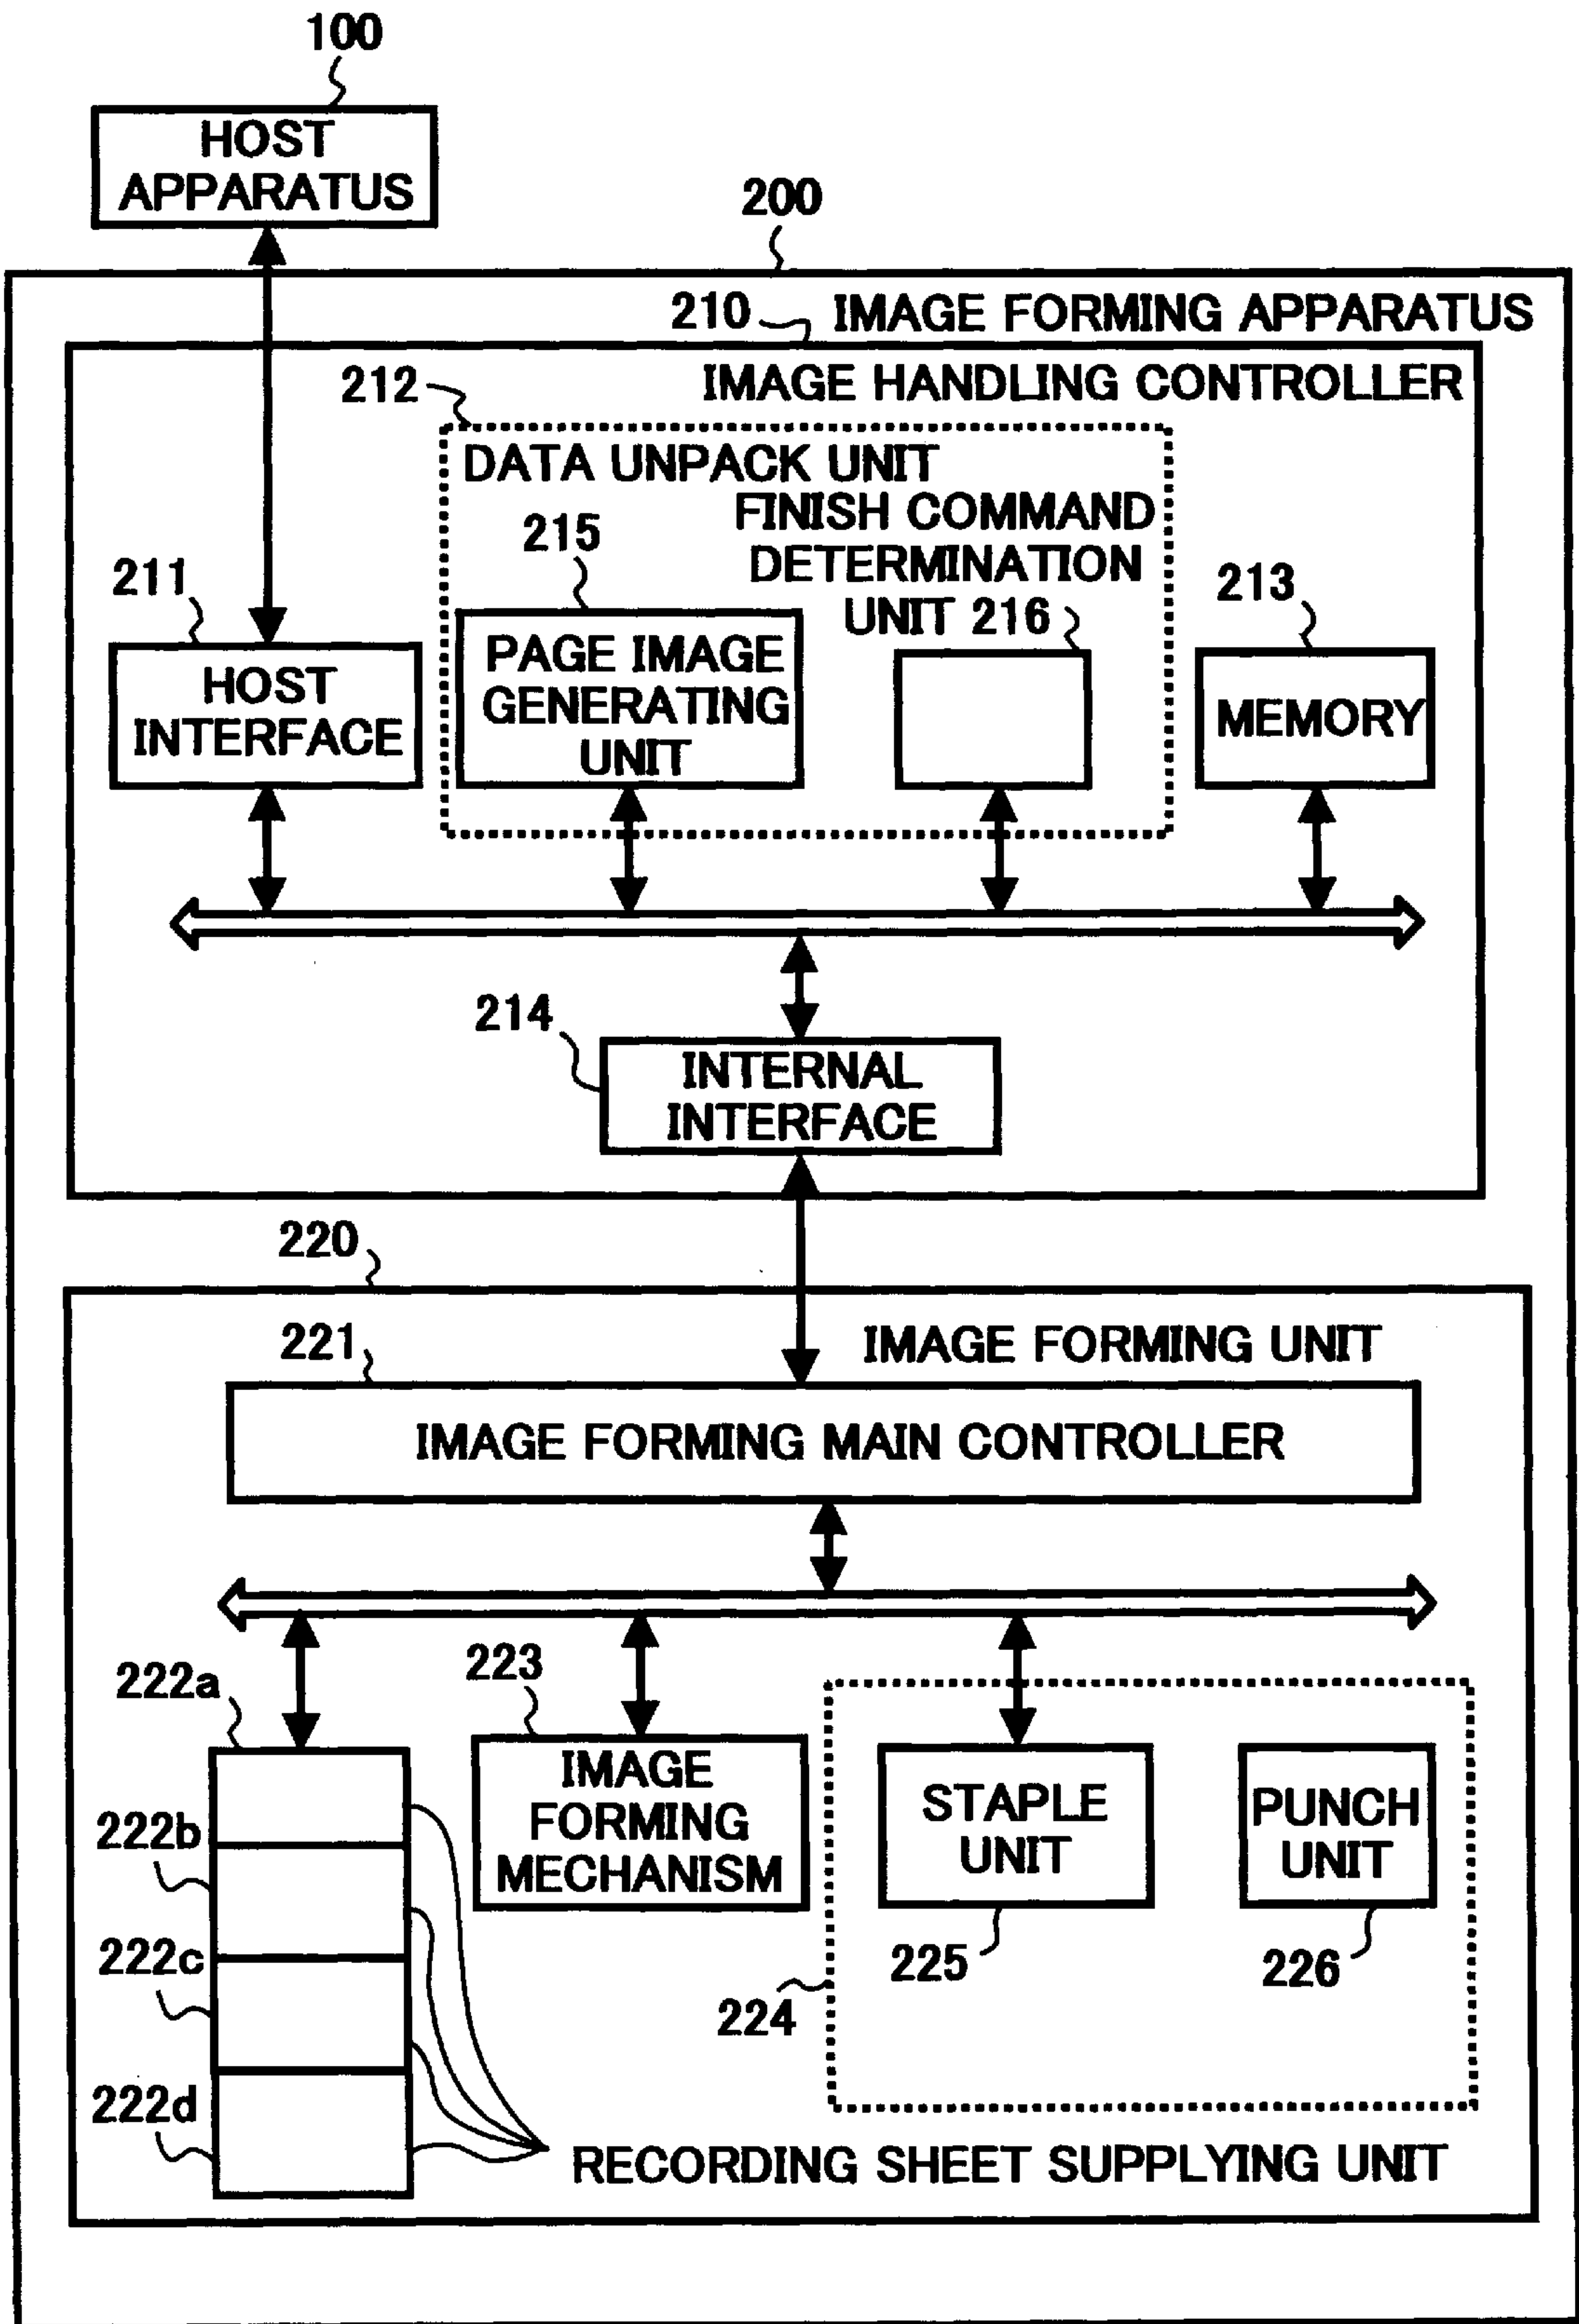 100
HOST
APPARATUS
200
IMAGE FORMING APPARATUS
210
IMAGE HANDLING CONTROLLER
212
DATA UNPACK UNIT
FINISH COMMAND
DETERMINATION
UNIT 216
215
PAGE IMAGE
GENERATING
UNIT
211
HOST
INTERFACE
213
MEMORY
214
INTERNAL
INTERFACE
220
IMAGE FORMING UNIT
221
IMAGE FORMING MAIN CONTROLLER
222a
222b
222c
222d
223
IMAGE
FORMING
MECHANISM
STAPLE
UNIT
225
PUNCH
UNIT
226
224
RECORDING SHEET SUPPLYING UNIT